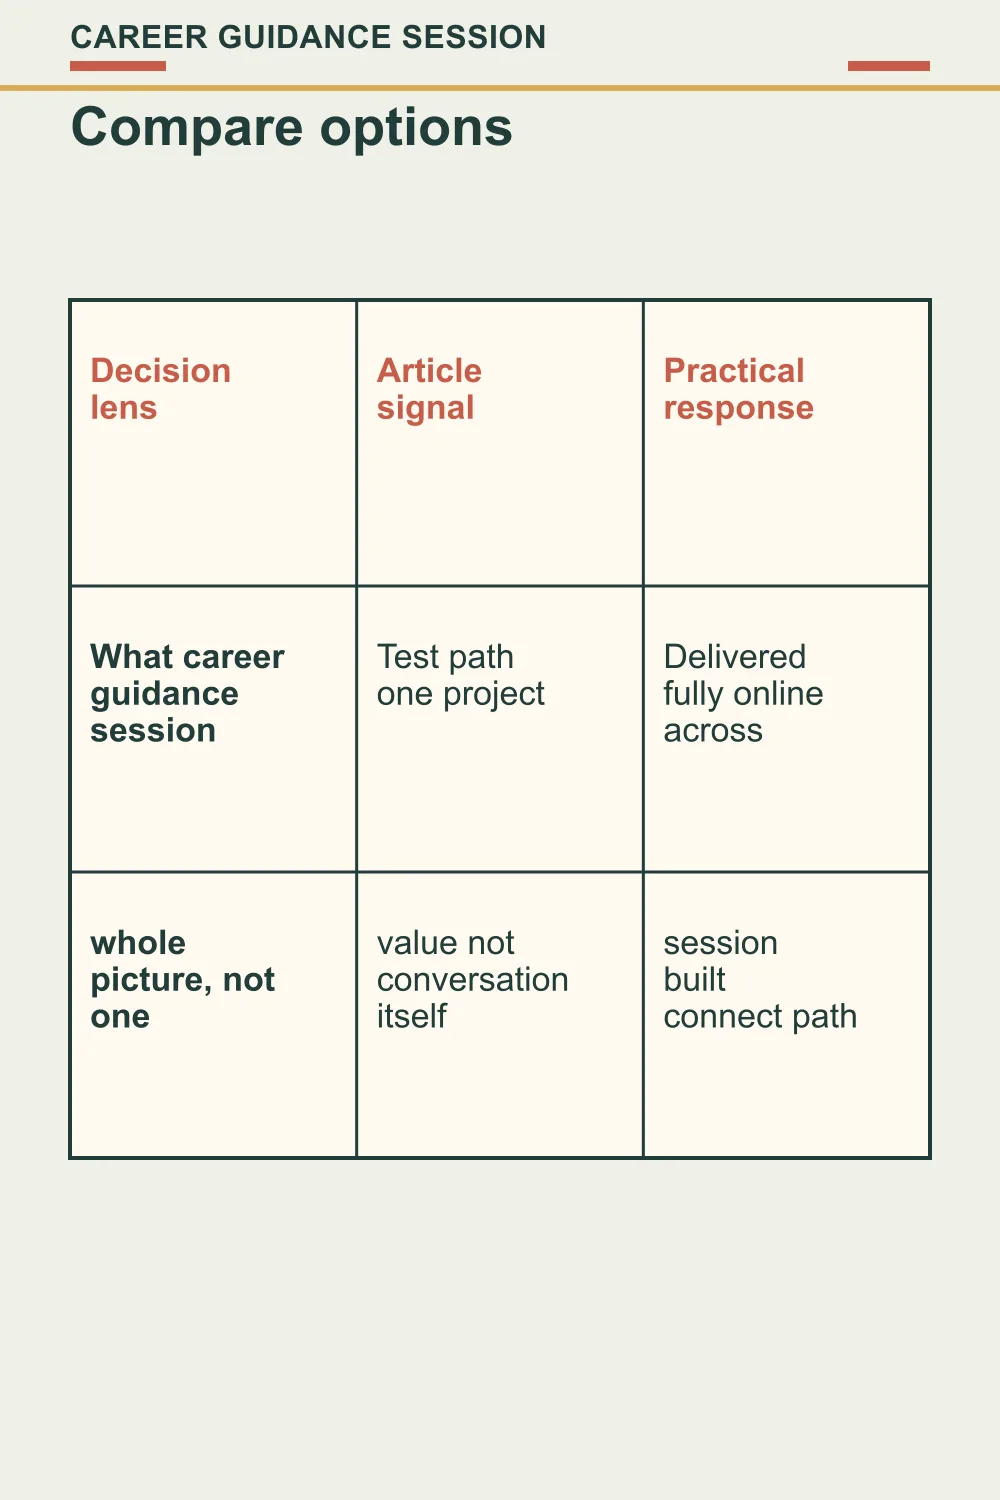 CAREER GUIDANCE SESSION
Compare options
Decision
lens
Article
signal
Practical
response
What career
guidance
session
Test path
one project
Delivered
fully online
across
whole
picture, not
one
value not
conversation
itself
session
built
connect path